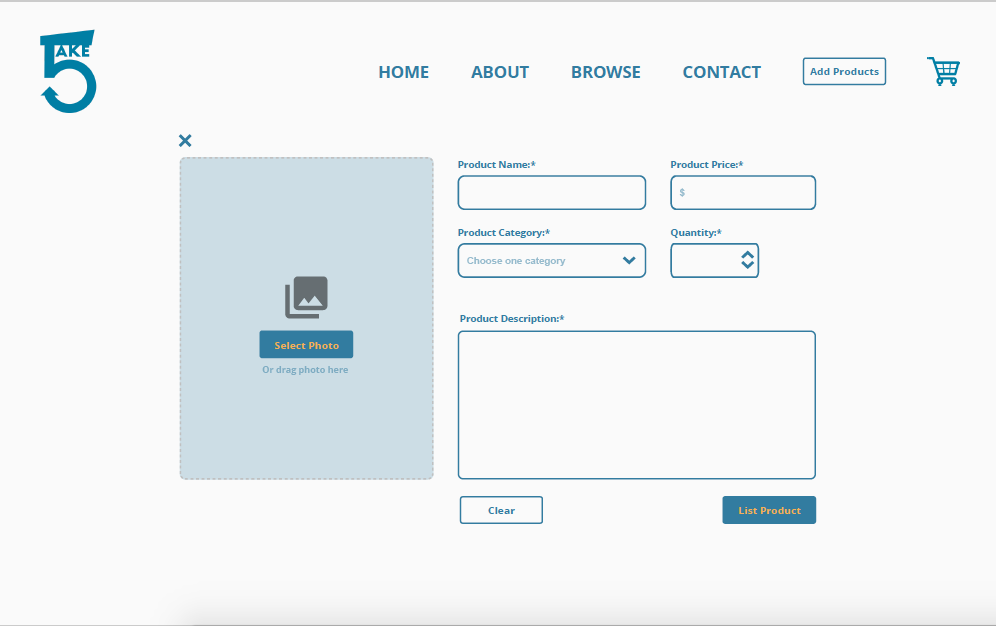 TAKE
5
HOME ABOUT BROWSE CONTACT Add Products
Product Name:* Product Price:*
$
Product Category:* Quantity:*
Choose one category
Product Description:*
Select Photo
Or drag photo here
Clear List Product